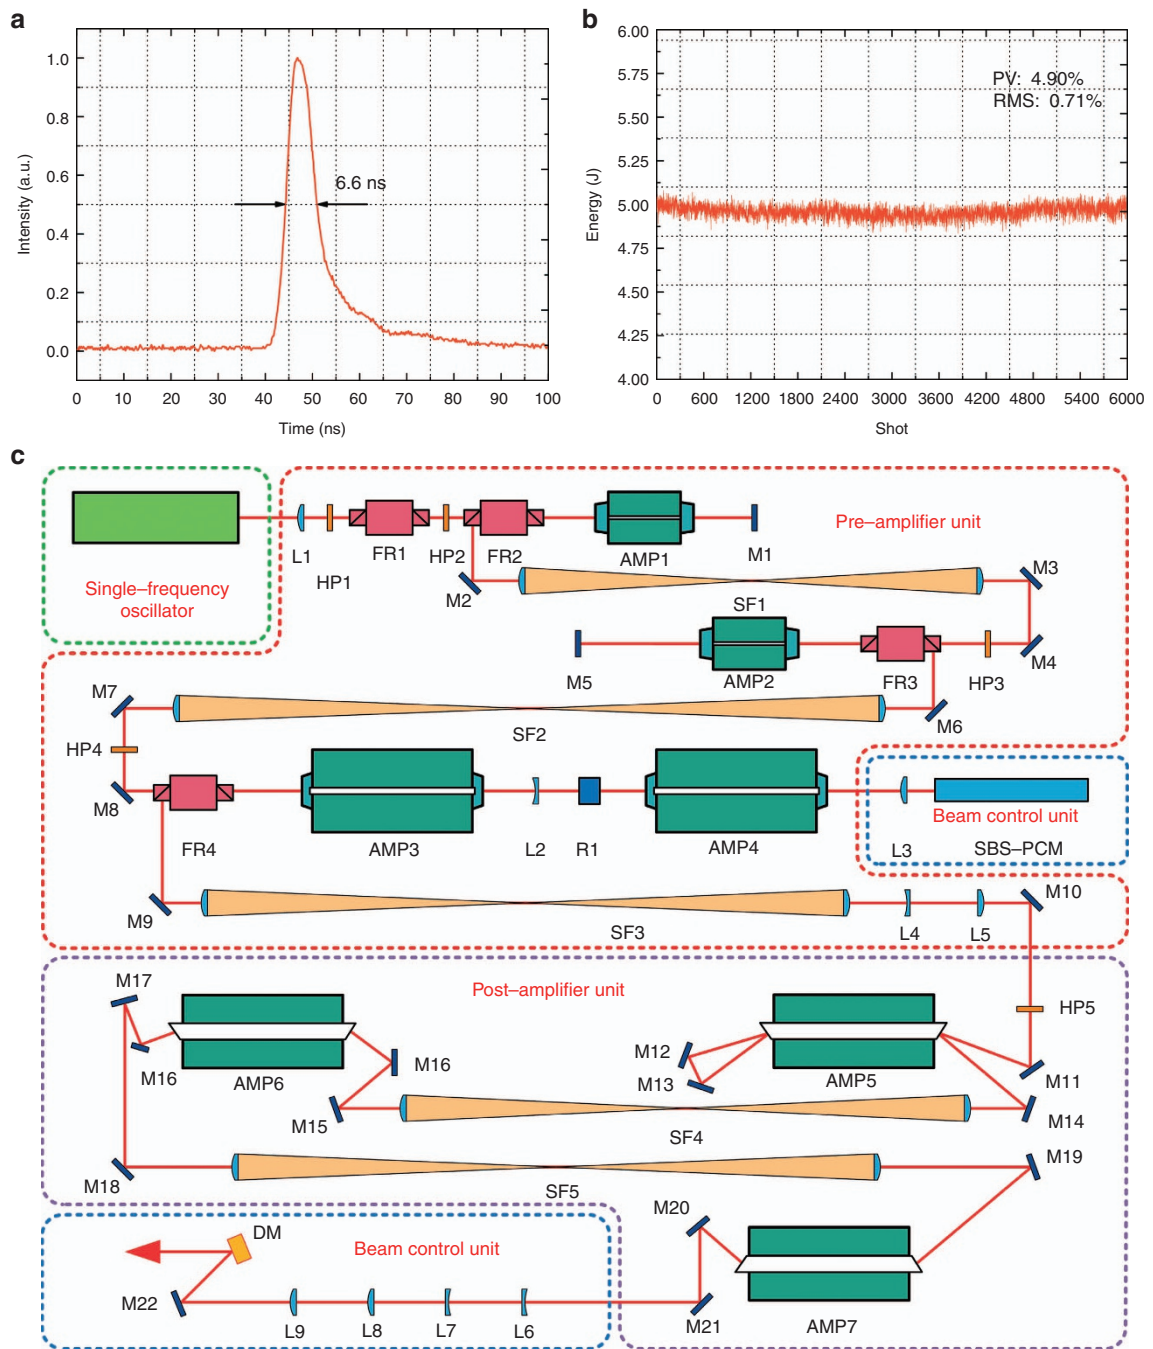 a
Intensity (a.u.)
1.0
0.8
0.6
0.4
0.2
0.0
6.6 ns
0 10 20 30 40 50 60 70 80 90 100
Time (ns)
b
Energy (J)
6.00
5.75
5.50
5.25
5.00
4.75
4.50
4.25
4.00
PV: 4.90%
RMS: 0.71%
0 600 1200 1800 2400 3000 3600 4200 4800 5400 6000
Shot
c
Single–frequency
oscillator
Pre–amplifier unit
L1 HP1 FR1 HP2 FR2 AMP1 M1
M2 SF1 M3
M5 AMP2 FR3 HP3 M4
M7 SF2 M6
HP4
M8 FR4 AMP3 L2 R1 AMP4 L3
Beam control unit
SBS–PCM
M9 SF3 L4 L5 M10
Post–amplifier unit
M17 HP5
M16 AMP6 M16 M12 M13 AMP5 M11
M15 SF4 M14
M18 SF5 M19
DM
Beam control unit
M20
M22 L9 L8 L7 L6 M21 AMP7